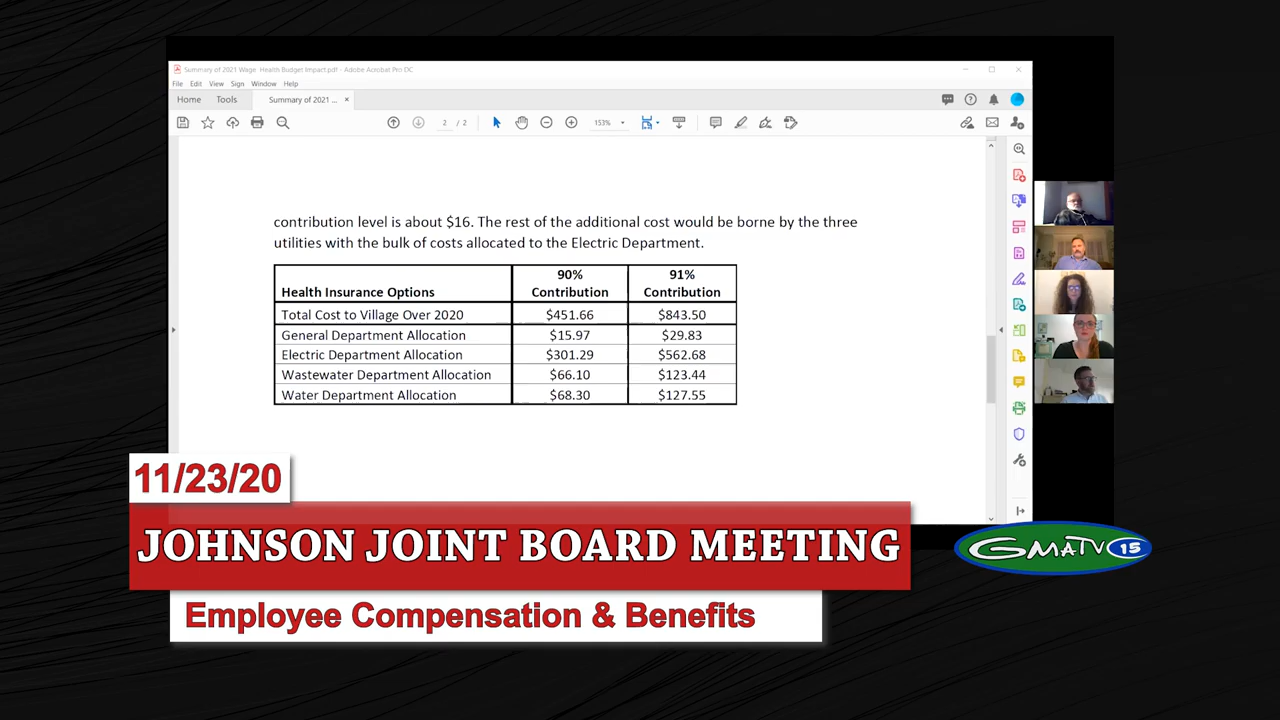 Summary of 2021 Wage Health Budget Impact.pdf - Adobe Acrobat Pro DC
File Edit View Sign Window Help
Home Tools Summary of 2021 ... ×
2 / 2 153%
contribution level is about $16. The rest of the additional cost would be borne by the three
utilities with the bulk of costs allocated to the Electric Department.
Health Insurance Options 90% Contribution 91% Contribution
Total Cost to Village Over 2020 $451.66 $843.50
General Department Allocation $15.97 $29.83
Electric Department Allocation $301.29 $562.68
Wastewater Department Allocation $66.10 $123.44
Water Department Allocation $68.30 $127.55
11/23/20
JOHNSON JOINT BOARD MEETING
GMATV 15
Employee Compensation & Benefits